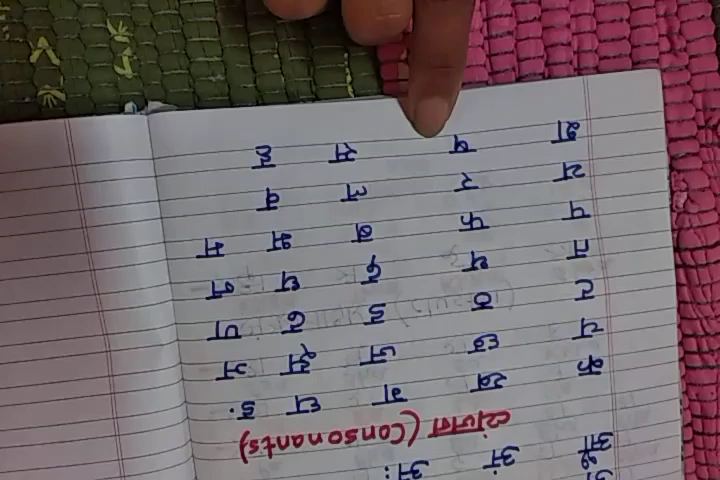 अं अः
व्यंजन (Consonants)
क ख ग घ ङ
च छ ज झ ञ
ट ठ ड ढ ण
त थ द ध न
प फ ब भ म
य र ल व
श ष स ह